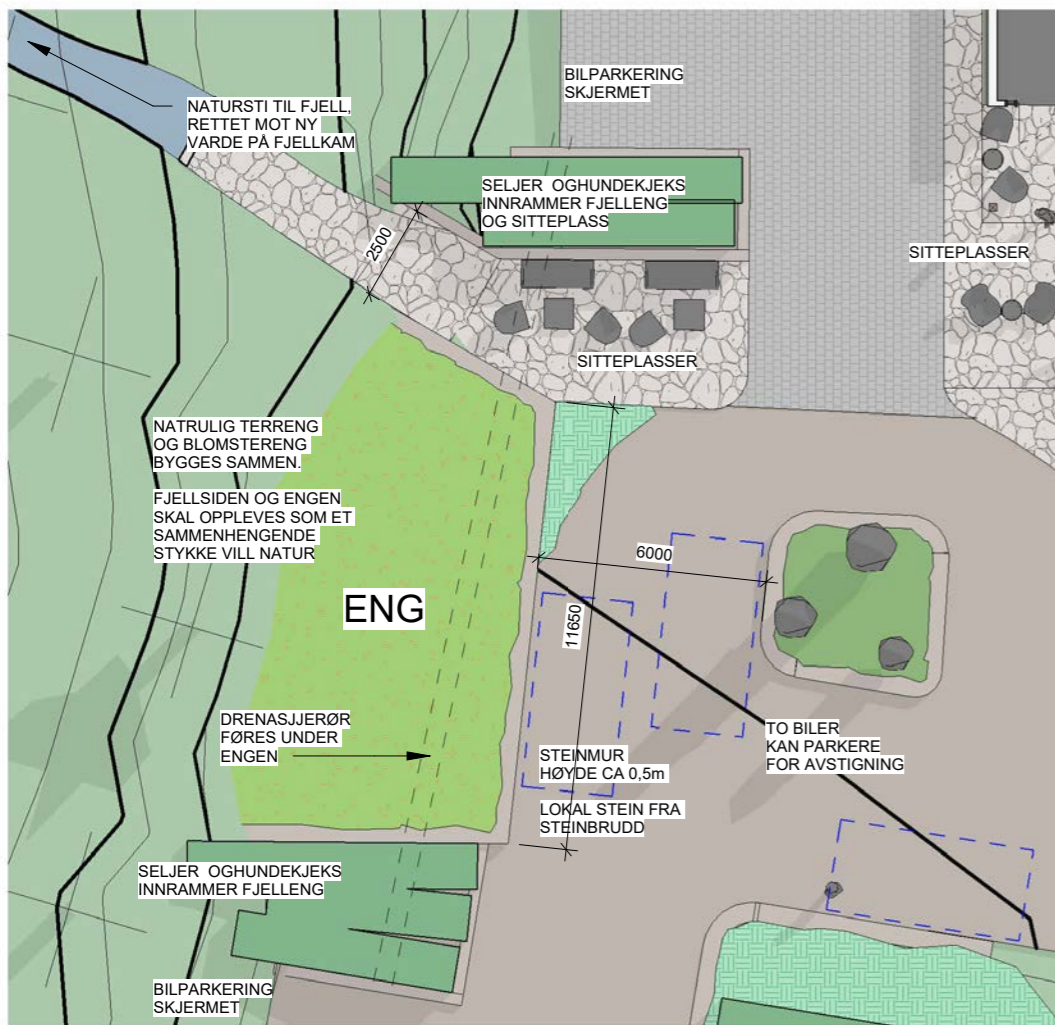 BILPARKERING
SKJERMET
NATURSTI TIL FJELL,
RETTET MOT NY
VARDE PÅ FJELLKAM
SELJER OGHUNDEKJEKS
INNRAMMER FJELLENG
OG SITTEPLASS
2500
SITTEPLASSER
SITTEPLASSER
NATRULIG TERRENG
OG BLOMSTERENG
BYGGES SAMMEN.
FJELLSIDEN OG ENGEN
SKAL OPPLEVES SOM ET
SAMMENHENGENDE
STYKKE VILL NATUR
6000
ENG
11650
DRENASJJERØR
FØRES UNDER
ENGEN
TO BILER
KAN PARKERE
FOR AVSTIGNING
STEINMUR
HØYDE CA 0,5m
LOKAL STEIN FRA
STEINBRUDD
SELJER OGHUNDEKJEKS
INNRAMMER FJELLENG
BILPARKERING
SKJERMET